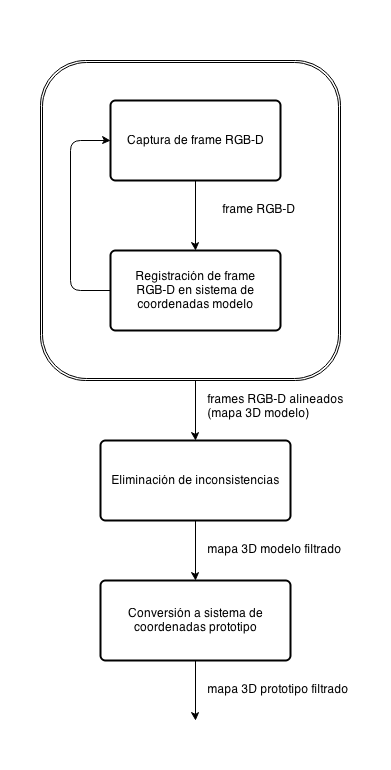 Captura de frame RGB-D
frame RGB-D
Registración de frame
RGB-D en sistema de
coordenadas modelo
frames RGB-D alineados
(mapa 3D modelo)
Eliminación de inconsistencias
mapa 3D modelo filtrado
Conversión a sistema de
coordenadas prototipo
mapa 3D prototipo filtrado